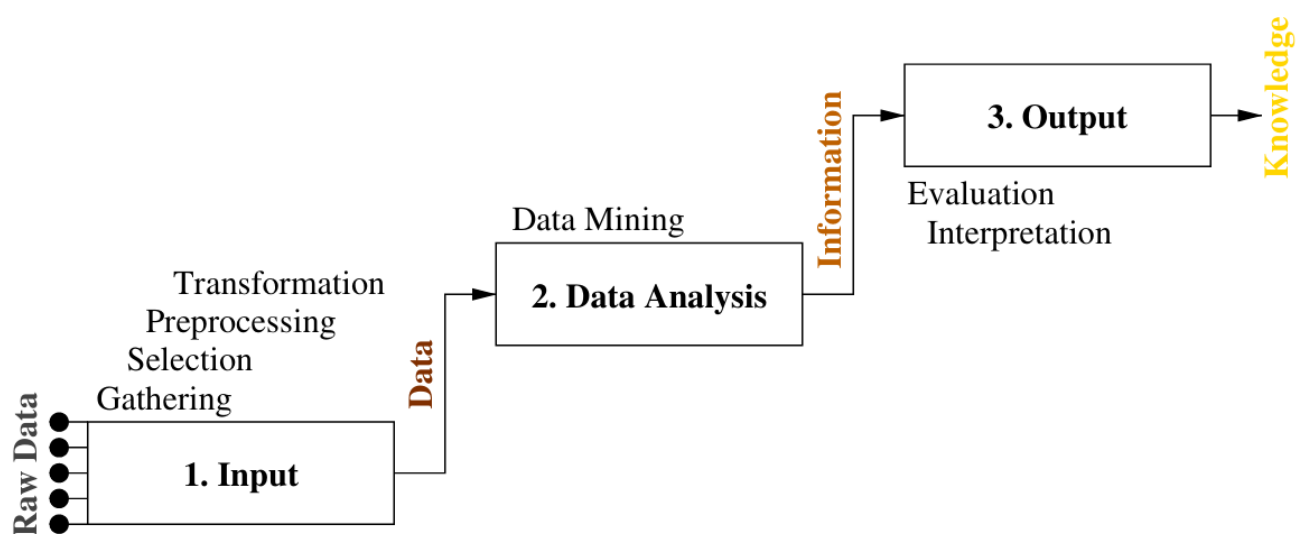 Knowledge
3. Output
Information
Evaluation
Interpretation
Data Mining
2. Data Analysis
Transformation
Preprocessing
Selection
Gathering
Data
Raw Data
1. Input